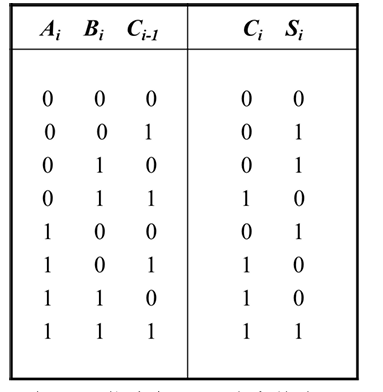 A_i B_i C_{i-1} C_i S_i
0 0 0 0 0
0 0 1 0 1
0 1 0 0 1
0 1 1 1 0
1 0 0 0 1
1 0 1 1 0
1 1 0 1 0
1 1 1 1 1